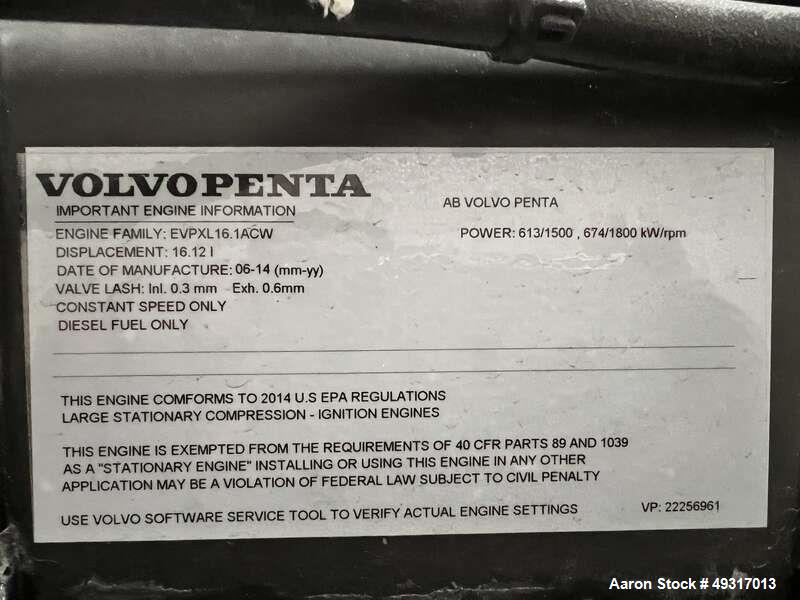 VOLVO PENTA
IMPORTANT ENGINE INFORMATION
AB VOLVO PENTA
ENGINE FAMILY: EVPXL16.1ACW
POWER: 613/1500 , 674/1800 kW/rpm
DISPLACEMENT: 16.12 l
DATE OF MANUFACTURE: 06-14 (mm-yy)
VALVE LASH: Inl. 0.3 mm Exh. 0.6mm
CONSTANT SPEED ONLY
DIESEL FUEL ONLY
THIS ENGINE COMFORMS TO 2014 U.S EPA REGULATIONS
LARGE STATIONARY COMPRESSION - IGNITION ENGINES
THIS ENGINE IS EXEMPTED FROM THE REQUIREMENTS OF 40 CFR PARTS 89 AND 1039
AS A "STATIONARY ENGINE" INSTALLING OR USING THIS ENGINE IN ANY OTHER
APPLICATION MAY BE A VIOLATION OF FEDERAL LAW SUBJECT TO CIVIL PENALTY
USE VOLVO SOFTWARE SERVICE TOOL TO VERIFY ACTUAL ENGINE SETTINGS
VP: 22256961
Aaron Stock # 49317013